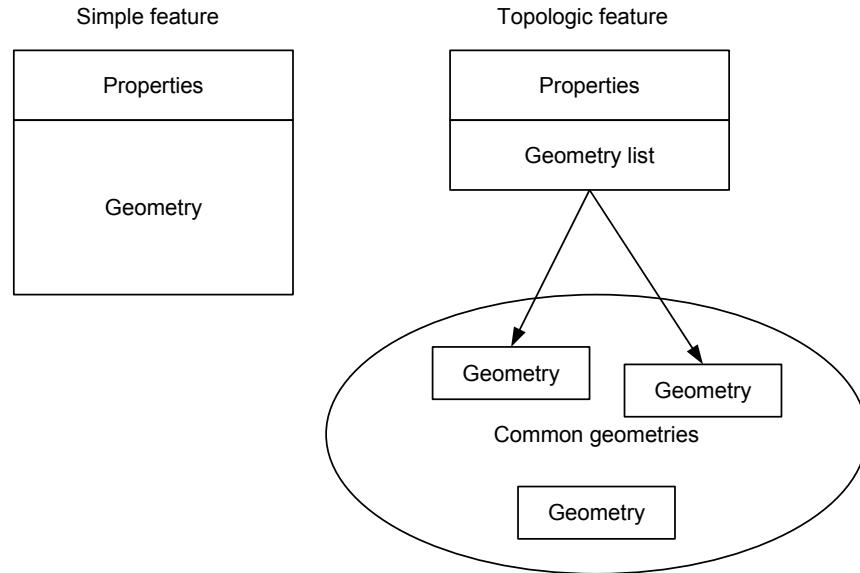 Simple feature
Topologic feature
Properties
Properties
Geometry list
Geometry
Geometry
Geometry
Common geometries
Geometry